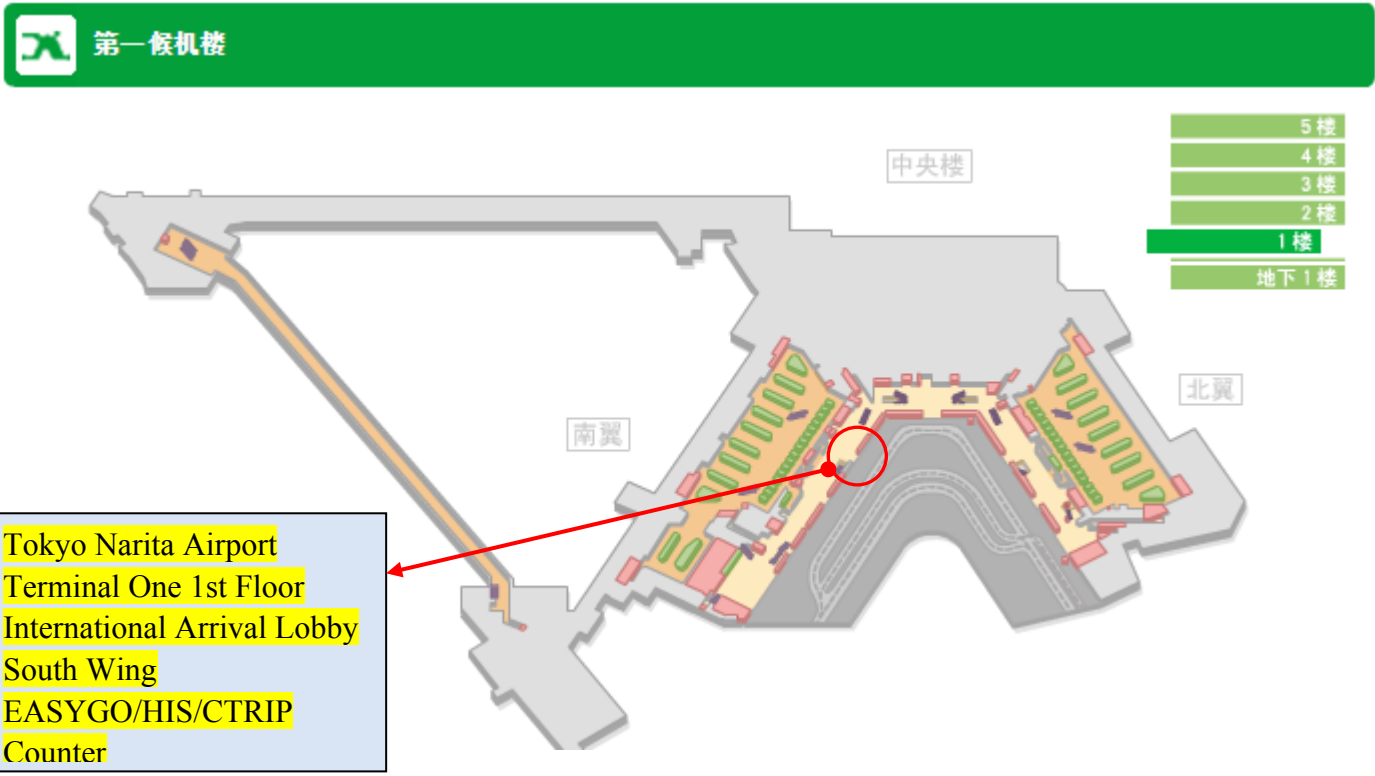 第一候机楼
中央楼
5 楼
4 楼
3 楼
2 楼
1 楼
地下 1 楼
北翼
南翼
Tokyo Narita Airport
Terminal One 1st Floor
International Arrival Lobby
South Wing
EASYGO/HIS/CTRIP
Counter